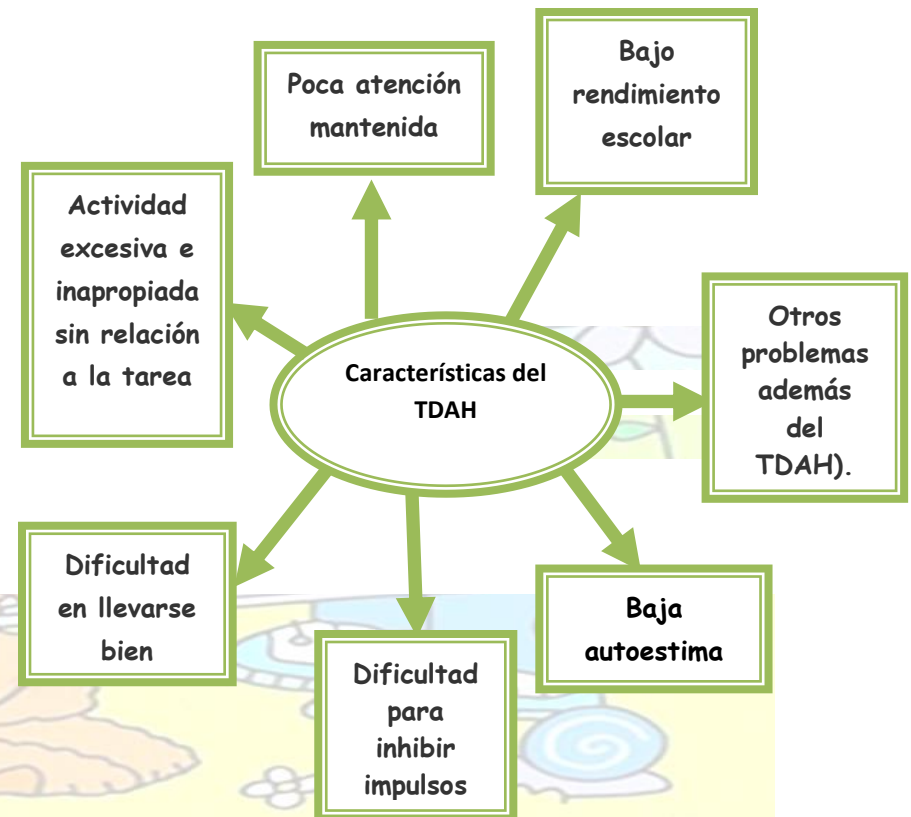 Poca atención
mantenida
Bajo
rendimiento
escolar
Actividad
excesiva e
inapropiada
sin relación
a la tarea
Características del
TDAH
Otros
problemas
además
del
TDAH).
Dificultad
en llevarse
bien
Dificultad
para
inhibir
impulsos
Baja
autoestima